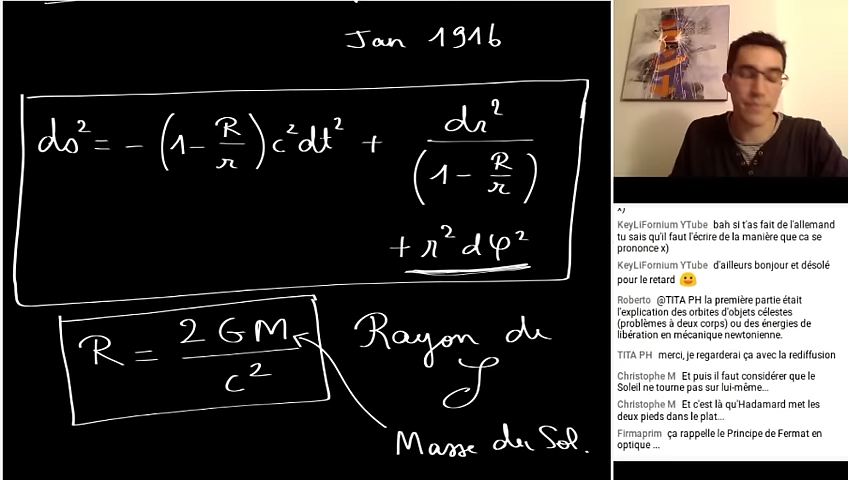 Jan 1916
ds² = - (1 - R/r) c²dt² + dr²/(1 - R/r)
+ r² dφ²
R = 2GM/c²
Rayon de
S
Masse du Sol.
x)
KeyLiFornium YTube bah si t'as fait de l'allemand
tu sais qu'il faut l'écrire de la manière que ca se
prononce x)
KeyLiFornium YTube d'ailleurs bonjour et désolé
pour le retard 🙂
Roberto @TITA PH la première partie était
l'explication des orbites d'objets célestes
(problèmes à deux corps) ou des énergies de
libération en mécanique newtonienne.
TITA PH merci, je regarderai ça avec la rediffusion
Christophe M Et puis il faut considérer que le
Soleil ne tourne pas sur lui-même...
Christophe M Et c'est là qu'Hadamard met les
deux pieds dans le plat...
Firmaprim ça rappelle le Principe de Fermat en
optique ...